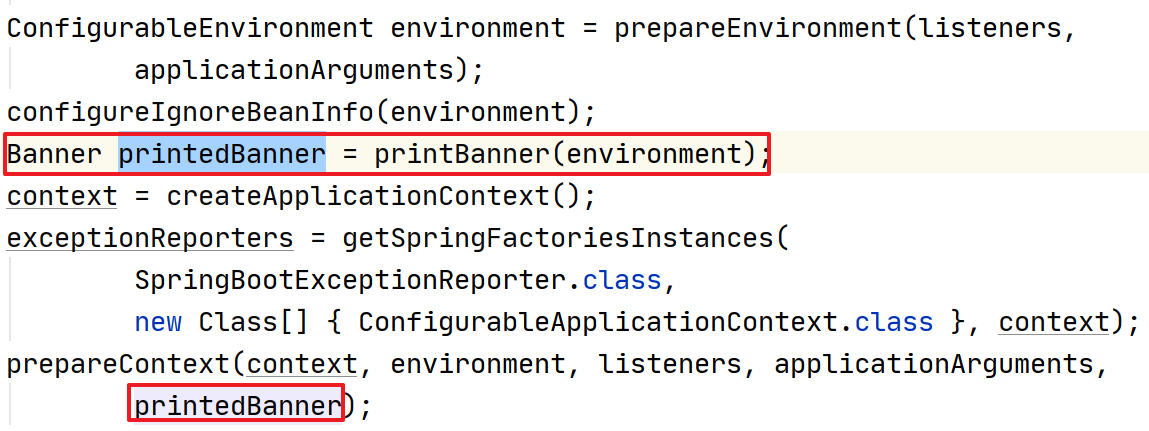 ConfigurableEnvironment environment = prepareEnvironment(listeners,
applicationArguments);
configureIgnoreBeanInfo(environment);
Banner printedBanner = printBanner(environment);
context = createApplicationContext();
exceptionReporters = getSpringFactoriesInstances(
SpringBootExceptionReporter.class,
new Class[] { ConfigurableApplicationContext.class }, context);
prepareContext(context, environment, listeners, applicationArguments,
printedBanner);